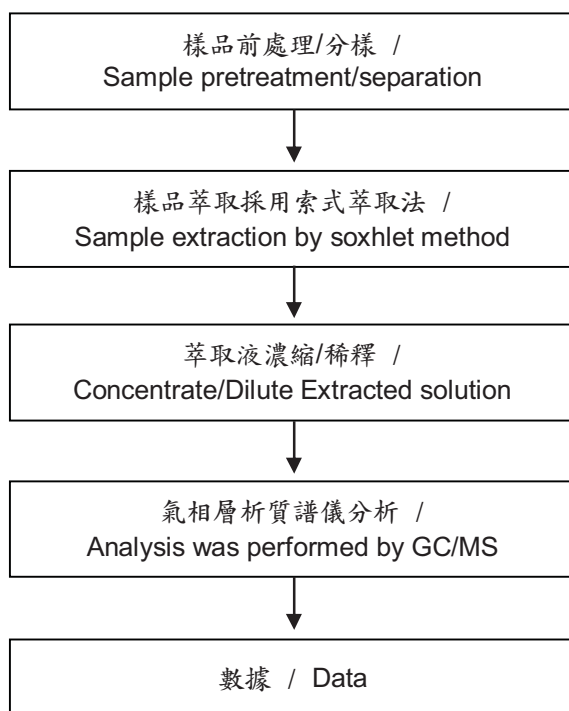 樣品前處理/分樣 /
Sample pretreatment/separation
樣品萃取採用索式萃取法 /
Sample extraction by soxhlet method
萃取液濃縮/稀釋 /
Concentrate/Dilute Extracted solution
氣相層析質譜儀分析 /
Analysis was performed by GC/MS
數據 / Data